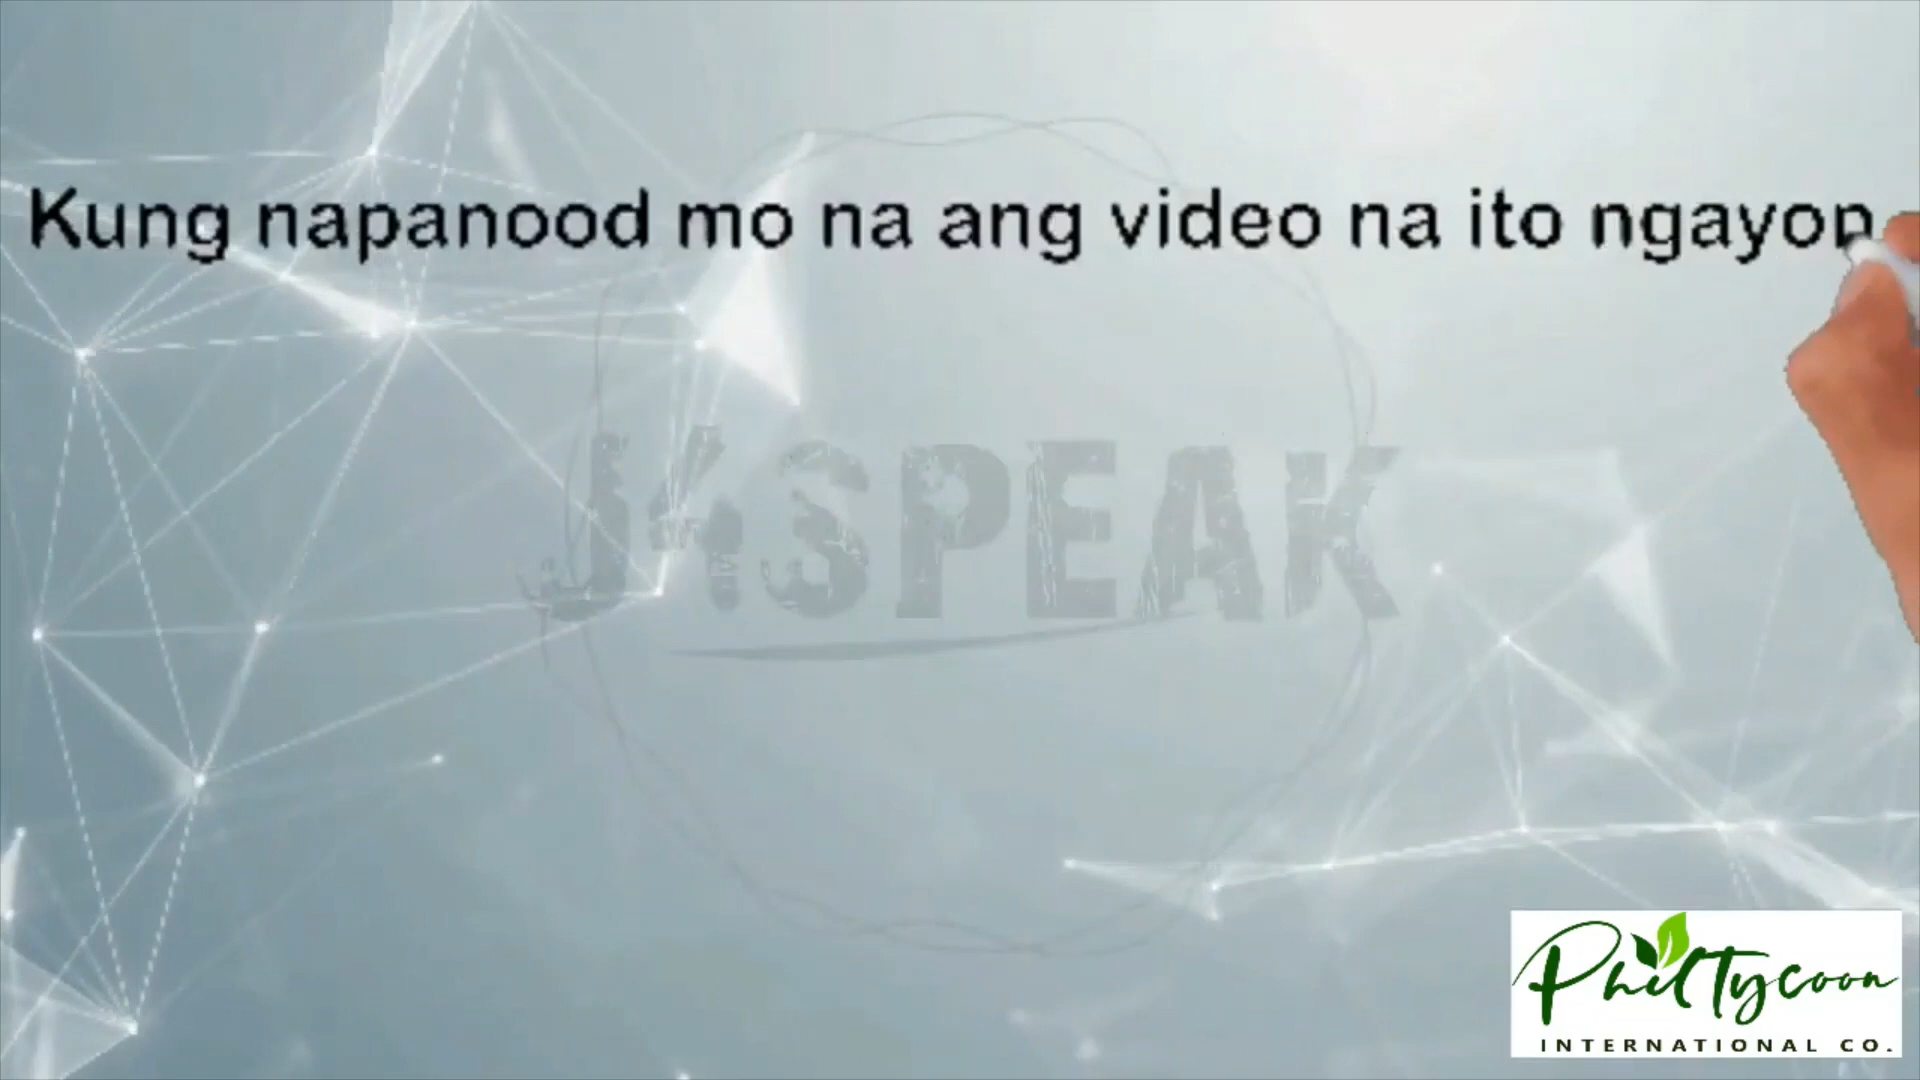 Kung napanood mo na ang video na ito ngayon
J4SPEAK
PhilTycoon
INTERNATIONAL CO.